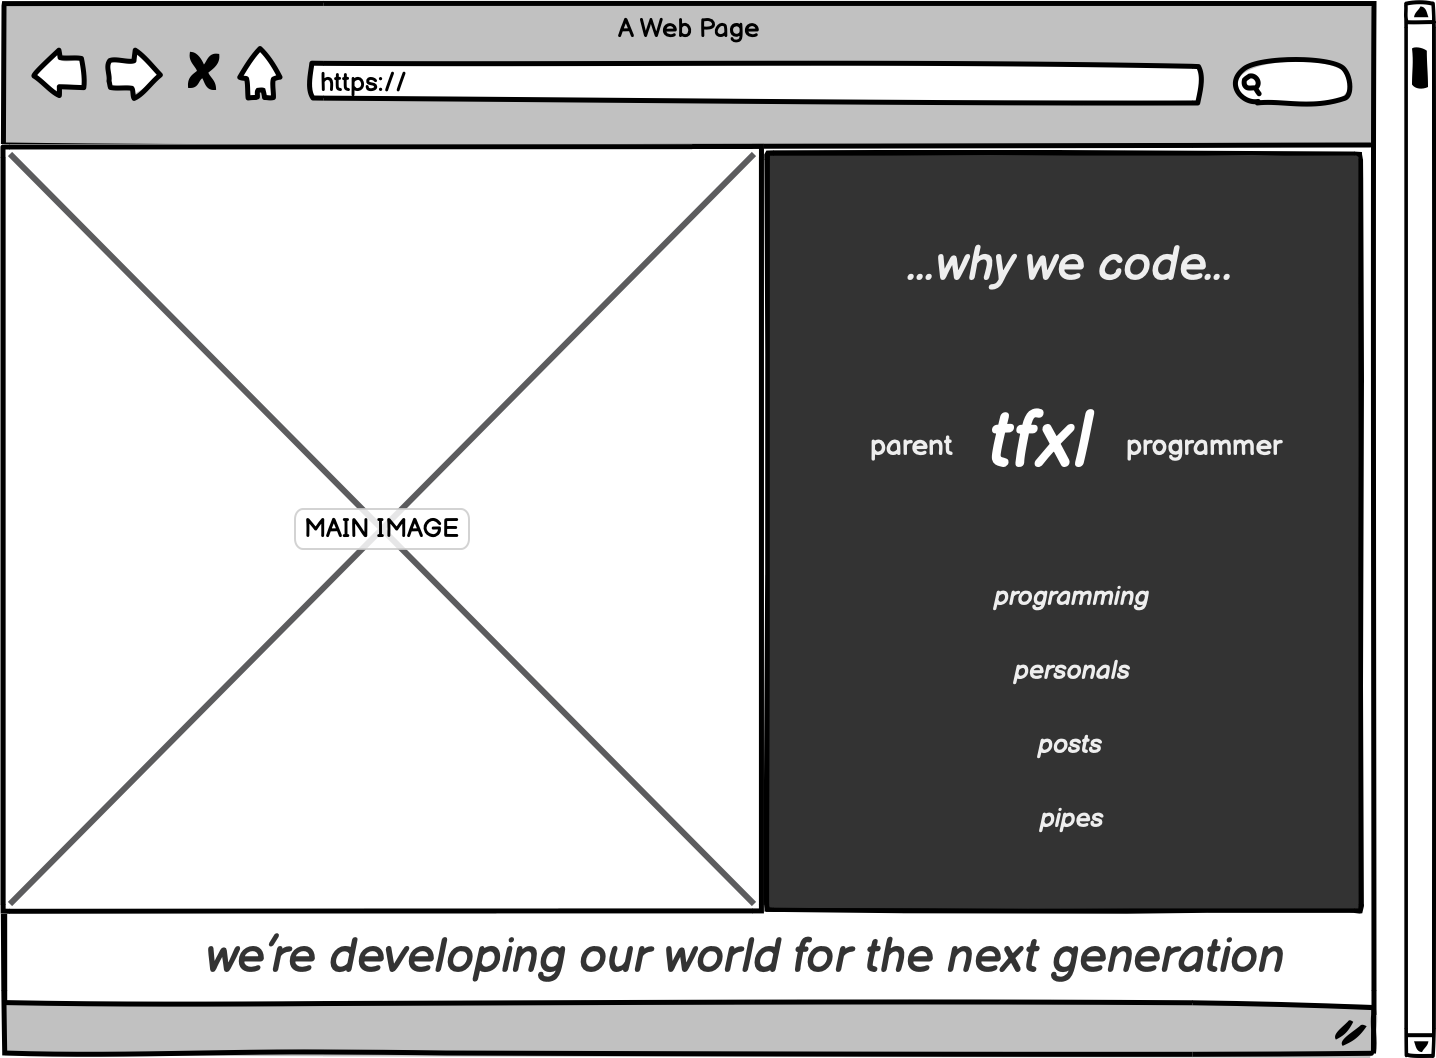 A Web Page
https://
...why we code...
parent tfxl programmer
MAIN IMAGE
programming
personals
posts
pipes
we're developing our world for the next generation